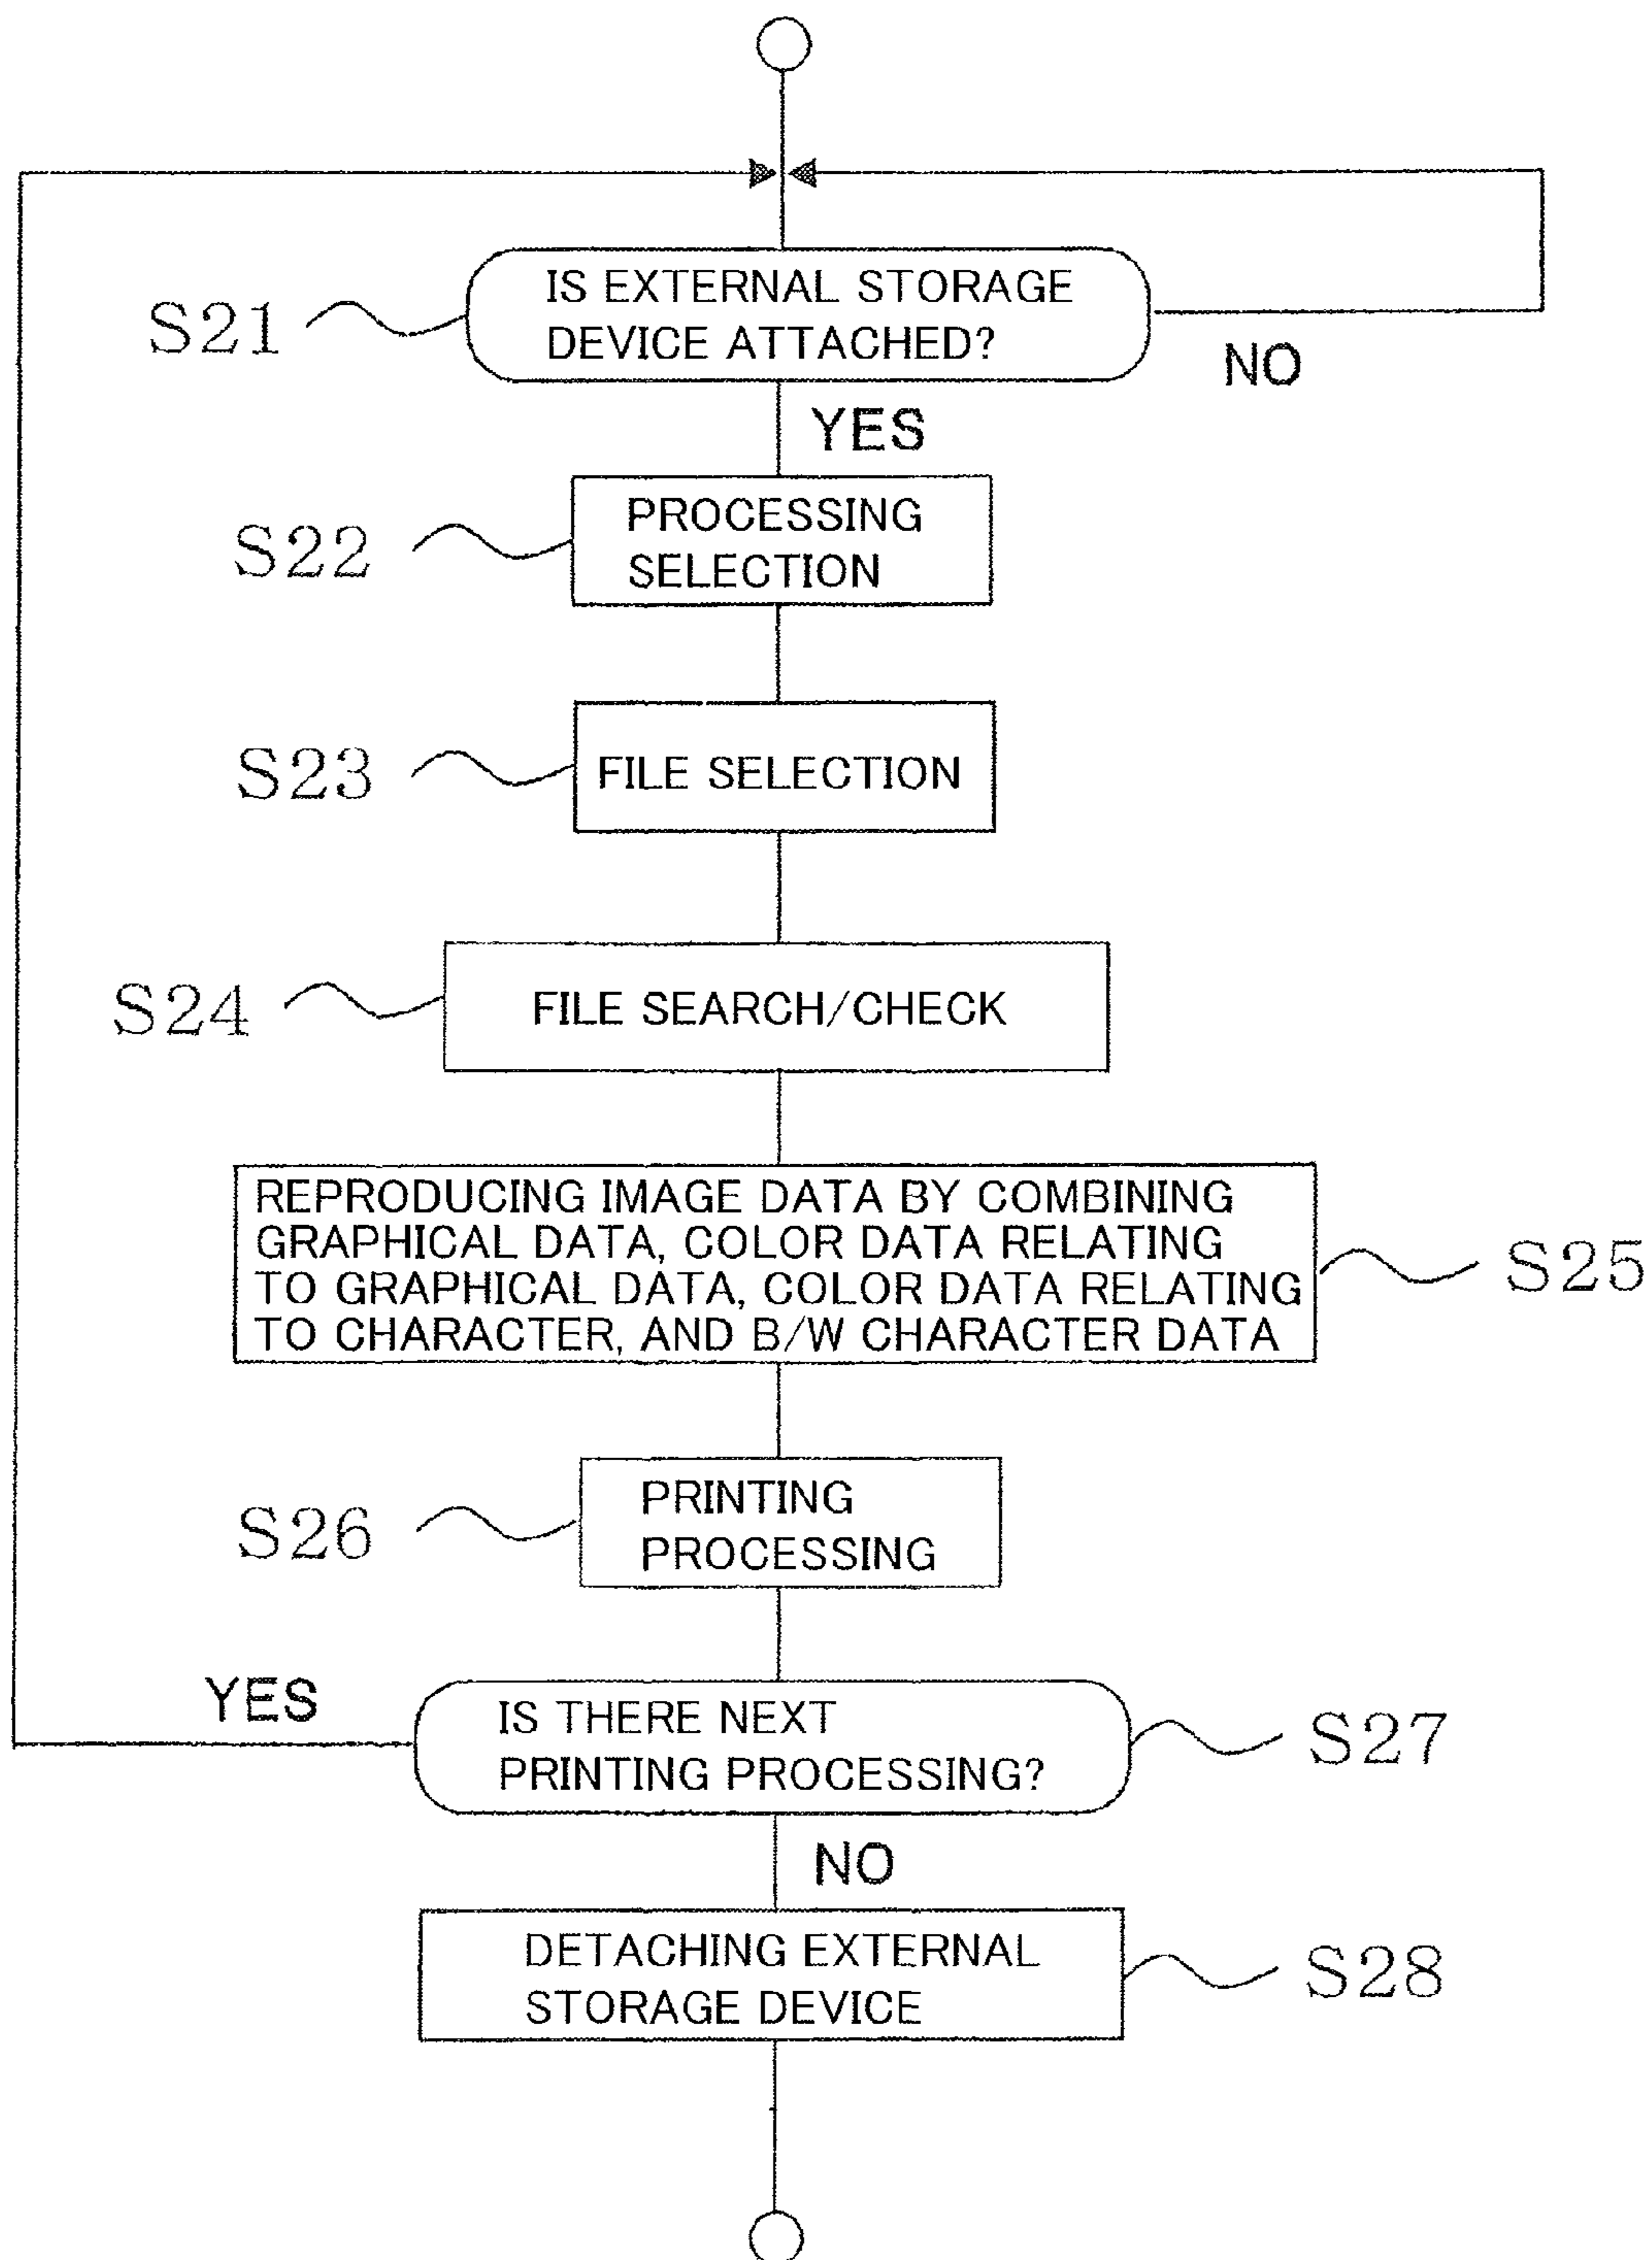 IS EXTERNAL STORAGE
DEVICE ATTACHED?
S21
NO
YES
PROCESSING
SELECTION
S22
S23
FILE SELECTION
S24
FILE SEARCH/CHECK
REPRODUCING IMAGE DATA BY COMBINING
GRAPHICAL DATA, COLOR DATA RELATING
TO GRAPHICAL DATA, COLOR DATA RELATING
TO CHARACTER, AND B/W CHARACTER DATA
S25
PRINTING
PROCESSING
S26
YES
IS THERE NEXT
PRINTING PROCESSING?
S27
NO
DETACHING EXTERNAL
STORAGE DEVICE
S28